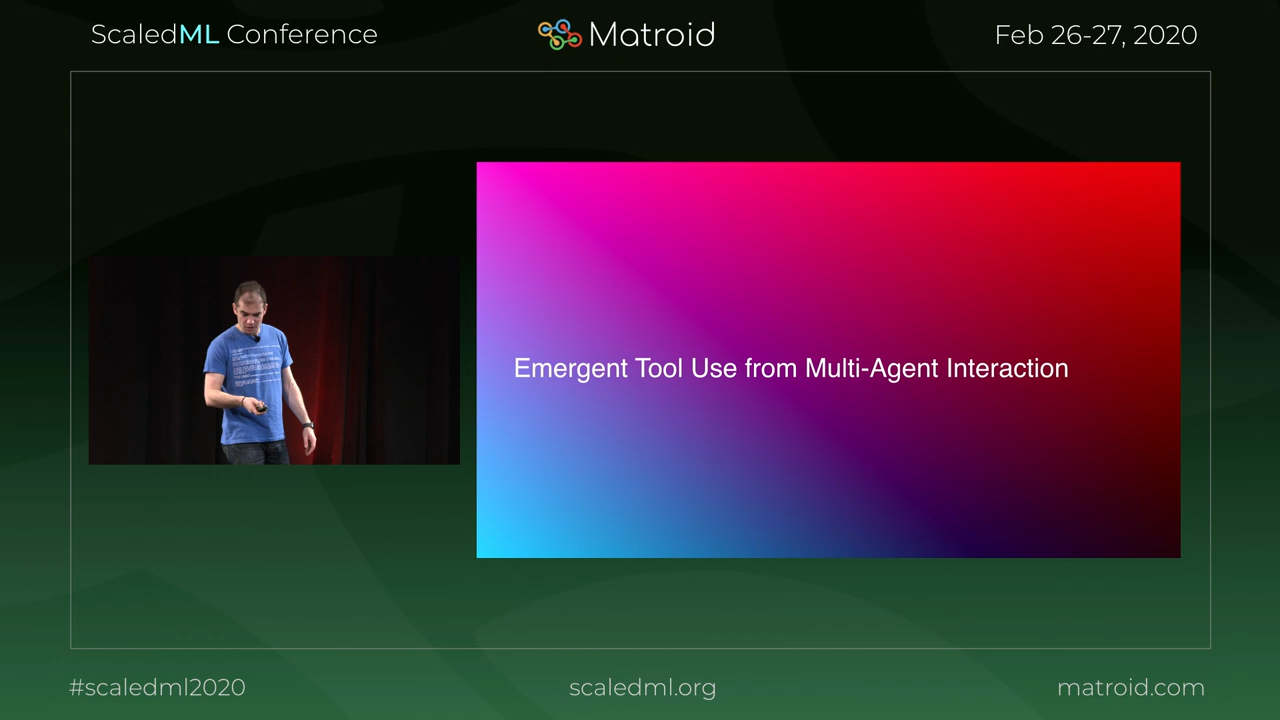 ScaledML Conference
Matroid
Feb 26-27, 2020
Emergent Tool Use from Multi-Agent Interaction
#scaledml2020
scaledml.org
matroid.com